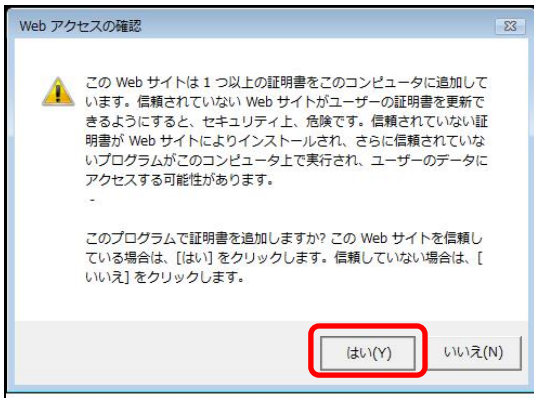 Web アクセスの確認
この Web サイトは 1 つ以上の証明書をこのコンピュータに追加して
います。信頼されていない Web サイトがユーザーの証明書を更新で
きるようにすると、セキュリティ上、危険です。信頼されていない証
明書が Web サイトによりインストールされ、さらに信頼されていな
いプログラムがこのコンピュータ上で実行され、ユーザーのデータに
アクセスする可能性があります。
-
このプログラムで証明書を追加しますか? この Web サイトを信頼し
ている場合は、[はい] をクリックします。信頼していない場合は、[
いいえ] をクリックします。
はい(Y) いいえ(N)